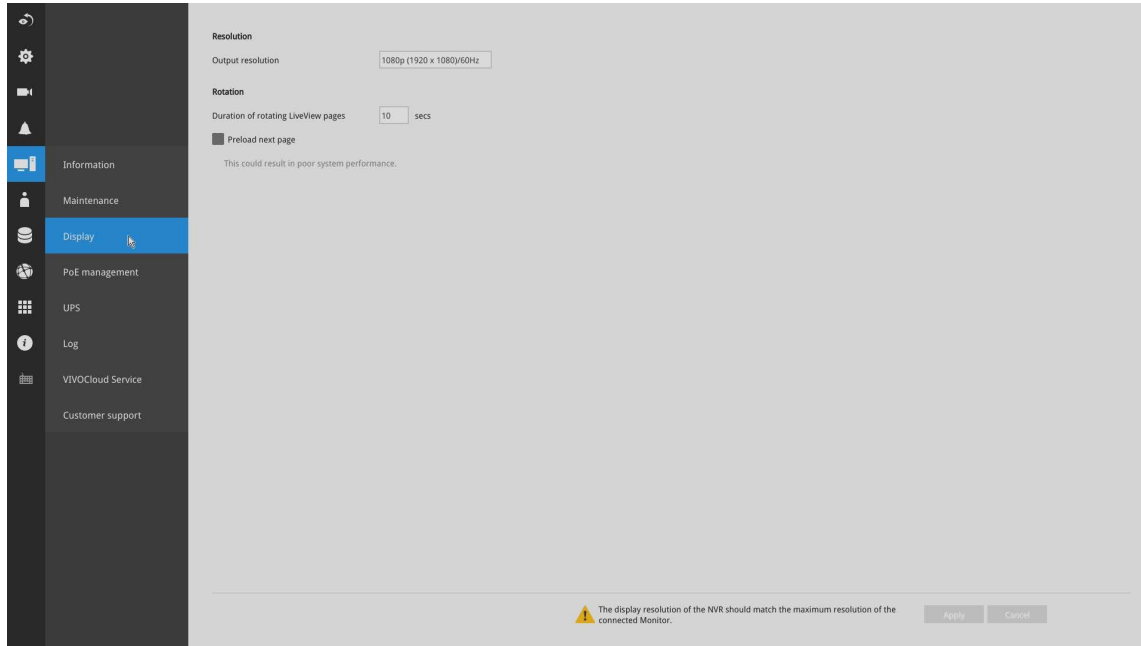 Resolution
Output resolution 1080p (1920 x 1080)/60Hz
Rotation
Duration of rotating LiveView pages 10 secs
Preload next page
This could result in poor system performance.
Information
Maintenance
Display
PoE management
UPS
Log
VIVOCloud Service
Customer support
The display resolution of the NVR should match the maximum resolution of the
connected Monitor.
Apply Cancel